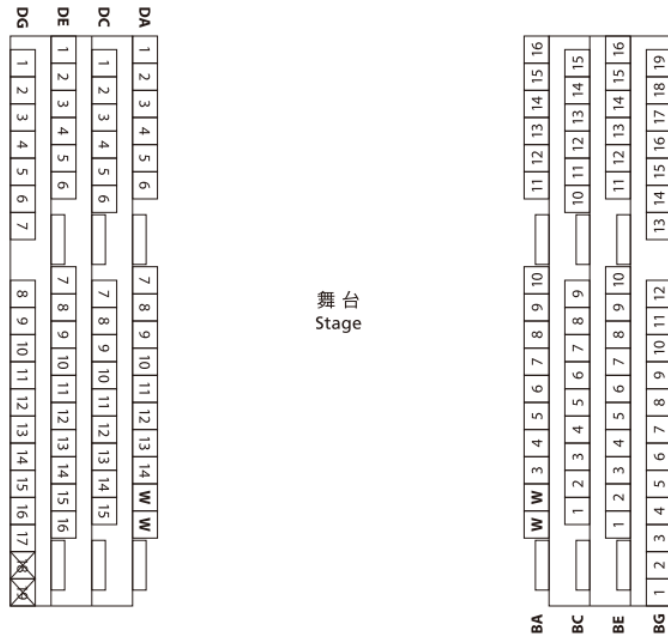 DG DE DC DA
1 2 3 4 5 6 7
8 9 10 11 12 13 14 15 16 17 18 19
1 2 3 4 5 6
7 8 9 10 11 12 13 14 15 16
1 2 3 4 5 6
7 8 9 10 11 12 13 14 15
1 2 3 4 5 6
7 8 9 10 11 12 13 14 W W
舞台
Stage
16 15 14 13 12 11
10 9 8 7 6 5 4 3 W W
15 14 13 12 11 10
9 8 7 6 5 4 3 2 1
16 15 14 13 12 11
10 9 8 7 6 5 4 3 2 1
19 18 17 16 15 14 13
12 11 10 9 8 7 6 5 4 3 2 1
BA BC BE BG